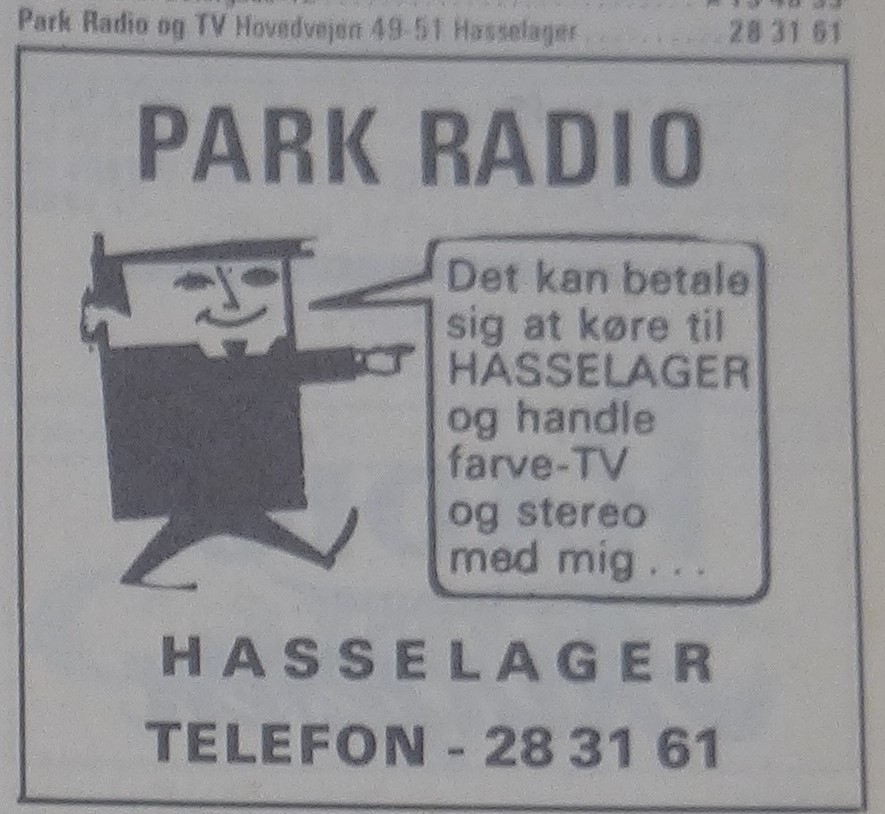 Park Radio og TV Hovedvejen 49-51 Hasselager .......... 28 31 61
PARK RADIO
Det kan betale
sig at køre til
HASSELAGER
og handle
farve-TV
og stereo
med mig...
HASSELAGER
TELEFON - 28 31 61